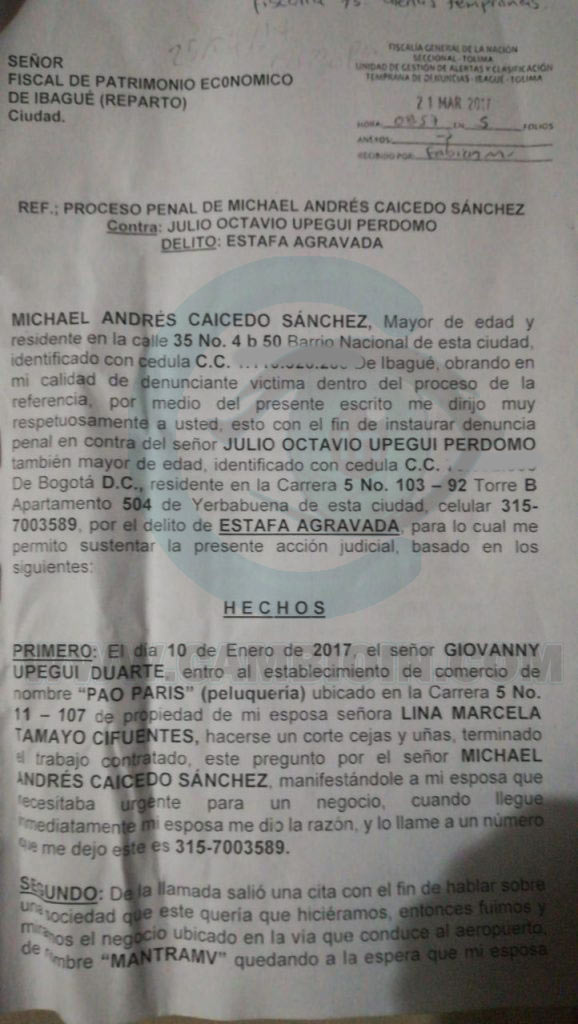 fiscalia 75 alertas tempranas.
SEÑOR
FISCAL DE PATRIMONIO ECONOMICO
DE IBAGUÉ (REPARTO)
Ciudad.
FISCALÍA GENERAL DE LA NACIÓN
SECCIONAL - TOLIMA
UNIDAD DE GESTIÓN DE ALERTAS Y CLASIFICACIÓN
TEMPRANA DE DENUNCIAS - IBAGUÉ - TOLIMA
21 MAR 2017
HORA: EN 5 FOLIOS
ANEXOS:
RECIBIDO POR:
REF.; PROCESO PENAL DE MICHAEL ANDRÉS CAICEDO SÁNCHEZ
Contra: JULIO OCTAVIO UPEGUI PERDOMO
DELITO: ESTAFA AGRAVADA
MICHAEL ANDRÉS CAICEDO SÁNCHEZ, Mayor de edad y
residente en la calle 35 No. 4 b 50 Barrio Nacional de esta ciudad,
identificado con cedula C.C. De Ibagué, obrando en
mi calidad de denunciante victima dentro del proceso de la
referencia, por medio del presente escrito me dirijo muy
respetuosamente a usted, esto con el fin de instaurar denuncia
penal en contra del señor JULIO OCTAVIO UPEGUI PERDOMO
también mayor de edad, identificado con cedula C.C.
De Bogotá D.C., residente en la Carrera 5 No. 103 – 92 Torre B
Apartamento 504 de Yerbabuena de esta ciudad, celular 315-
7003589, por el delito de ESTAFA AGRAVADA, para lo cual me
permito sustentar la presente acción judicial, basado en los
siguientes:
HECHOS
PRIMERO: El día 10 de Enero de 2017, el señor GIOVANNY
UPEGUI DUARTE, entro al establecimiento de comercio de
nombre “PAO PARIS” (peluquería) ubicado en la Carrera 5 No.
11 – 107 de propiedad de mi esposa señora LINA MARCELA
TAMAYO CIFUENTES, hacerse un corte cejas y uñas, terminado
el trabajo contratado, este pregunto por el señor MICHAEL
ANDRÉS CAICEDO SÁNCHEZ, manifestándole a mi esposa que
necesitaba urgente para un negocio, cuando llegue
inmediatamente mi esposa me dio la razón, y lo llame a un número
que me dejo este es 315-7003589.
SEGUNDO: De la llamada salió una cita con el fin de hablar sobre
una sociedad que este quería que hiciéramos, entonces fuimos y
miramos el negocio ubicado en la via que conduce al aeropuerto,
de nombre “MANTRAMV” quedando a la espera que mi esposa